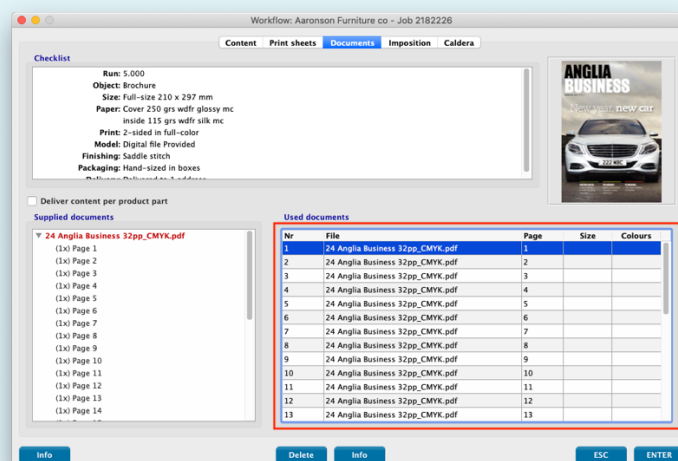 Workflow: Aaronson Furniture co - Job 2182226
Content Print sheets Documents Imposition Caldera
Checklist
Run: 5.000
Object: Brochure
Size: Full-size 210 x 297 mm
Paper: Cover 250 grs wdfr glossy mc
inside 115 grs wdfr silk mc
Print: 2-sided in full-color
Model: Digital file Provided
Finishing: Saddle stitch
Packaging: Hand-sized in boxes
ANGLIA
BUSINESS
New year, new car
222 MBC
Deliver content per product part
Supplied documents
24 Anglia Business 32pp_CMYK.pdf
(1x) Page 1
(1x) Page 2
(1x) Page 3
(1x) Page 4
(1x) Page 5
(1x) Page 6
(1x) Page 7
(1x) Page 8
(1x) Page 9
(1x) Page 10
(1x) Page 11
(1x) Page 12
(1x) Page 13
(1x) Page 14
Used documents
Nr File Page Size Colours
1 24 Anglia Business 32pp_CMYK.pdf 1
2 24 Anglia Business 32pp_CMYK.pdf 2
3 24 Anglia Business 32pp_CMYK.pdf 3
4 24 Anglia Business 32pp_CMYK.pdf 4
5 24 Anglia Business 32pp_CMYK.pdf 5
6 24 Anglia Business 32pp_CMYK.pdf 6
7 24 Anglia Business 32pp_CMYK.pdf 7
8 24 Anglia Business 32pp_CMYK.pdf 8
9 24 Anglia Business 32pp_CMYK.pdf 9
10 24 Anglia Business 32pp_CMYK.pdf 10
11 24 Anglia Business 32pp_CMYK.pdf 11
12 24 Anglia Business 32pp_CMYK.pdf 12
13 24 Anglia Business 32pp_CMYK.pdf 13
Info Delete Info ESC ENTER